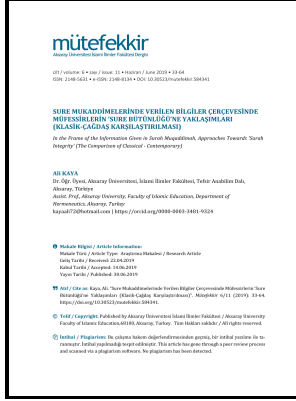 mütefekkir
Aksaray Üniversitesi İslami İlimler Fakültesi Dergisi
cilt / volume: 6 • sayı / issue: 11 • Haziran / June 2019 • 33-64
ISSN: 2148-5631 • e-ISSN: 2148-8134 • DOI: 10.30523/mutefekkir.584341
SURE MUKADDİMELERİNDE VERİLEN BİLGİLER ÇERÇEVESİNDE
MÜFESSİRLERİN 'SURE BÜTÜNLÜĞÜ'NE YAKLAŞIMLARI
(KLASİK-ÇAĞDAŞ KARŞILAŞTIRILMASI)
In the Frame of the Information Given in Surah Muqaddimah, Approaches Towards 'Surah
Integrity' (The Comparison of Classical - Contemporary)
Ali KAYA
Dr. Öğr. Üyesi, Aksaray Üniversitesi, İslami İlimler Fakültesi, Tefsir Anabilim Dalı,
Aksaray, Türkiye
Assist. Prof., Aksaray University, Faculty of Islamic Education, Department of
Hermeneutics, Aksaray, Turkey
kayaali72@hotmail.com | https://orcid.org/0000-0003-3481-9324
Makale Bilgisi / Article Information:
Makale Türü / Article Type: Araştırma Makalesi / Research Article
Geliş Tarihi / Received: 22.04.2019
Kabul Tarihi / Accepted: 14.06.2019
Yayın Tarihi / Published: 30.06.2019
Atıf / Cite as: Kaya, Ali. "Sure Mukaddimelerinde Verilen Bilgiler Çerçevesinde Müfessirlerin 'Sure
Bütünlüğü'ne Yaklaşımları (Klasik-Çağdaş Karşılaştırılması)". Mütefekkir 6/11 (2019): 33-64.
https://doi.org/10.30523/mutefekkir.584341
Telif / Copyright: Published by Aksaray Üniversitesi İslami İlimler Fakültesi / Aksaray University
Faculty of Islamic Education,68100, Aksaray, Turkey. Tüm Hakları saklıdır / All rights reserved.
İntihal / Plagiarism: Bu çalışma hakem değerlendirmesinden geçmiş, bir intihal yazılımı ile ta-
ranmıştır. İntihal yapılmadığı tespit edilmiştir. This article has gone through a peer review process
and scanned via a plagiarism software. No plagiarism has been detected.